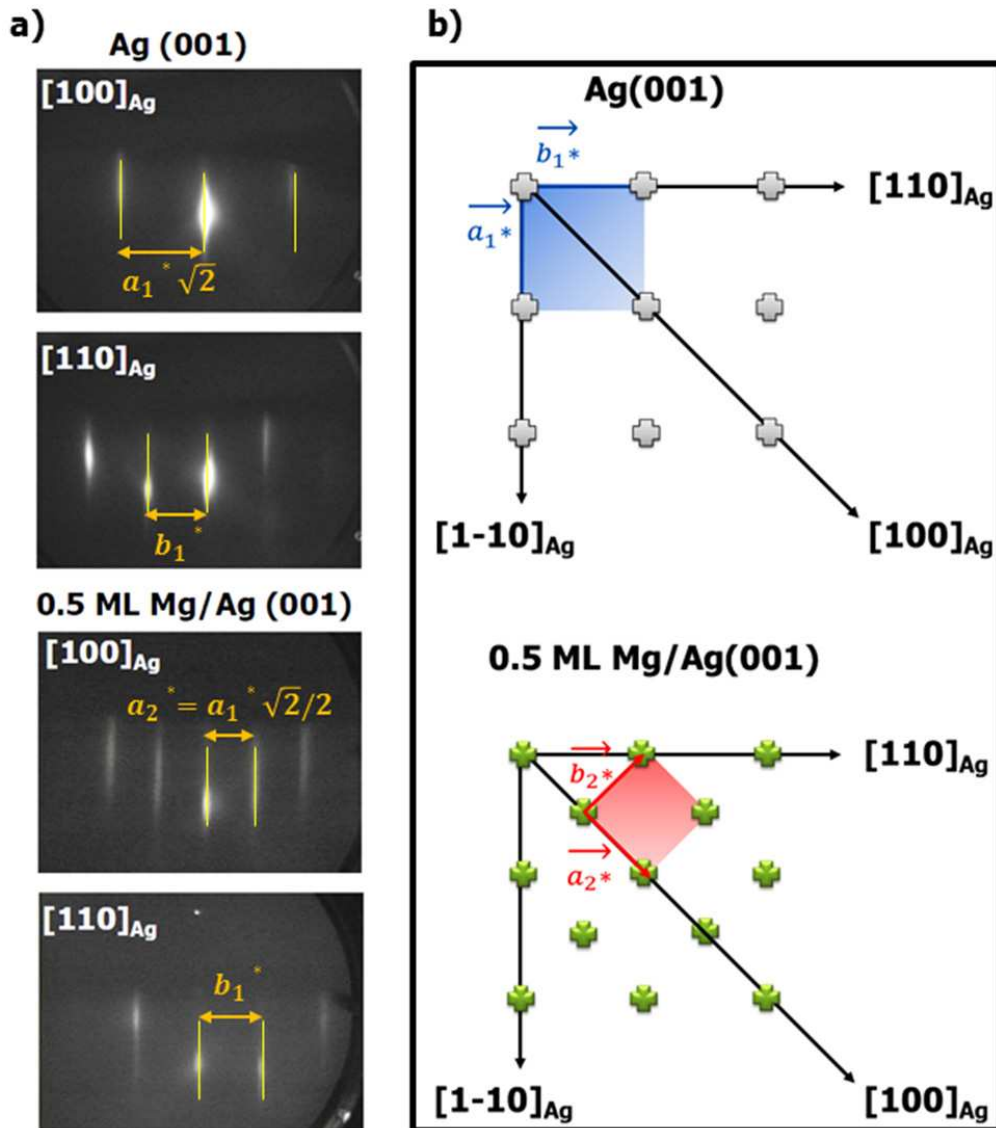 a)
Ag (001)
[100]Ag
a₁* √2
[110]Ag
b₁*
0.5 ML Mg/Ag (001)
[100]Ag
a₂* = a₁* √2/2
[110]Ag
b₁*
b)
Ag(001)
b₁*
a₁*
[110]Ag
[1-10]Ag
[100]Ag
0.5 ML Mg/Ag(001)
b₂*
a₂*
[110]Ag
[1-10]Ag
[100]Ag